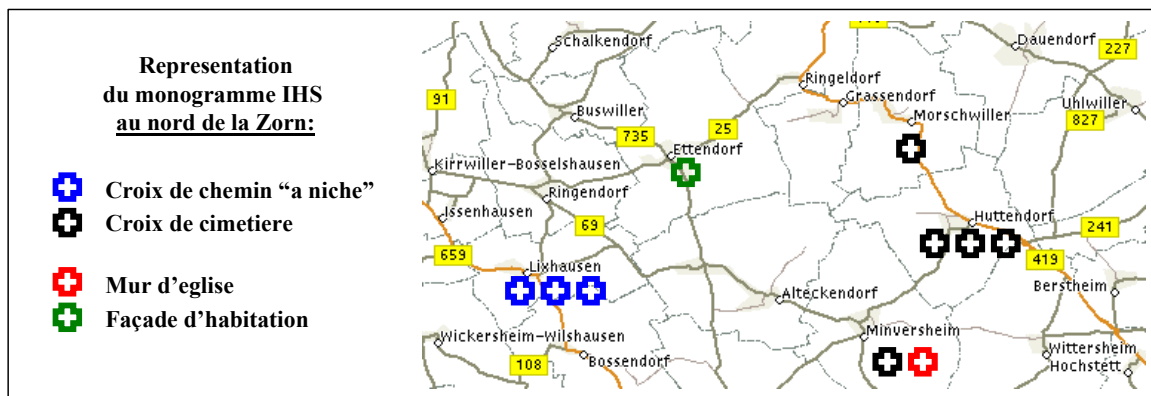 Representation
du monogramme IHS
au nord de la Zorn:
Croix de chemin “a niche”
Croix de cimetiere
Mur d’eglise
Façade d’habitation
Schalkendorf
Dauendorf
227
91
Ringeldorf
Grassendorf
Uhlwiller
Buswiller
Morschwiller
827
735
25
Ettendorf
Kirrwiller-Bosselshausen
Ringendorf
Issenhausen
69
Huttendorf
241
659
419
Lixhausen
Berstheim
Alteckendorf
Minversheim
Wickersheim-Wilshausen
Bossendorf
108
Wittersheim
Hochstett